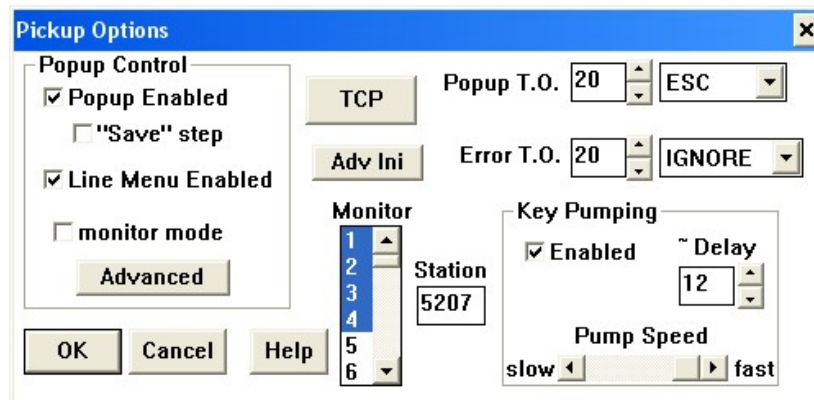 Pickup Options
Popup Control
Popup Enabled
"Save" step
Line Menu Enabled
monitor mode
Advanced
OK
Cancel
Help
TCP
Adv Ini
Popup T.O. 20 ESC
Error T.O. 20 IGNORE
Monitor
1
2
3
4
5
6
Station
5207
Key Pumping
Enabled
~ Delay
12
Pump Speed
slow fast